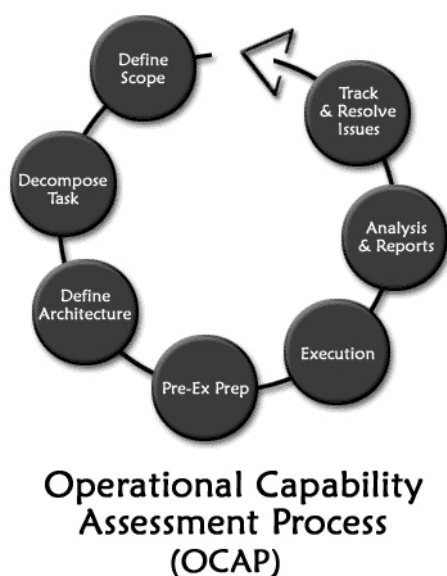 Define
Scope
Decompose
Task
Define
Architecture
Pre-Ex Prep
Execution
Analysis
& Reports
Track
& Resolve
Issues
Operational Capability
Assessment Process
(OCAP)